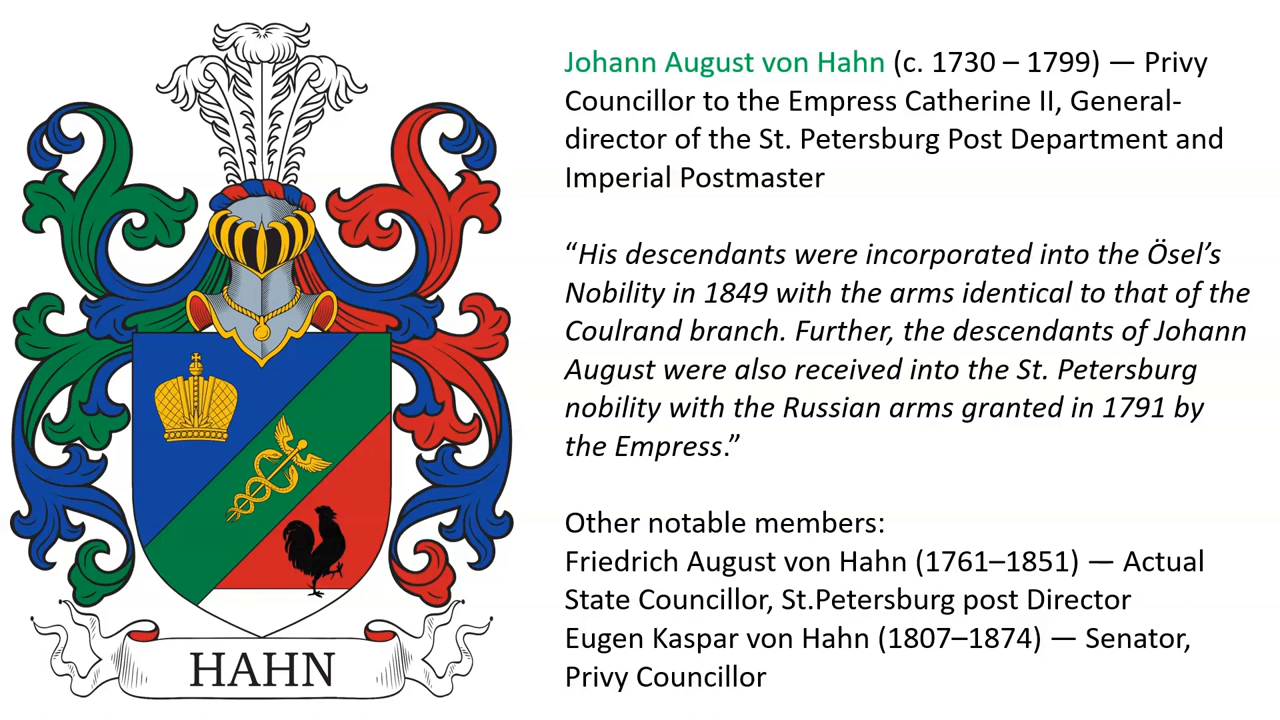 Johann August von Hahn (c. 1730 – 1799) — Privy
Councillor to the Empress Catherine II, General-
director of the St. Petersburg Post Department and
Imperial Postmaster
“His descendants were incorporated into the Ösel’s
Nobility in 1849 with the arms identical to that of the
Coulrand branch. Further, the descendants of Johann
August were also received into the St. Petersburg
nobility with the Russian arms granted in 1791 by
the Empress.”
Other notable members:
Friedrich August von Hahn (1761–1851) — Actual
State Councillor, St.Petersburg post Director
Eugen Kaspar von Hahn (1807–1874) — Senator,
Privy Councillor
HAHN